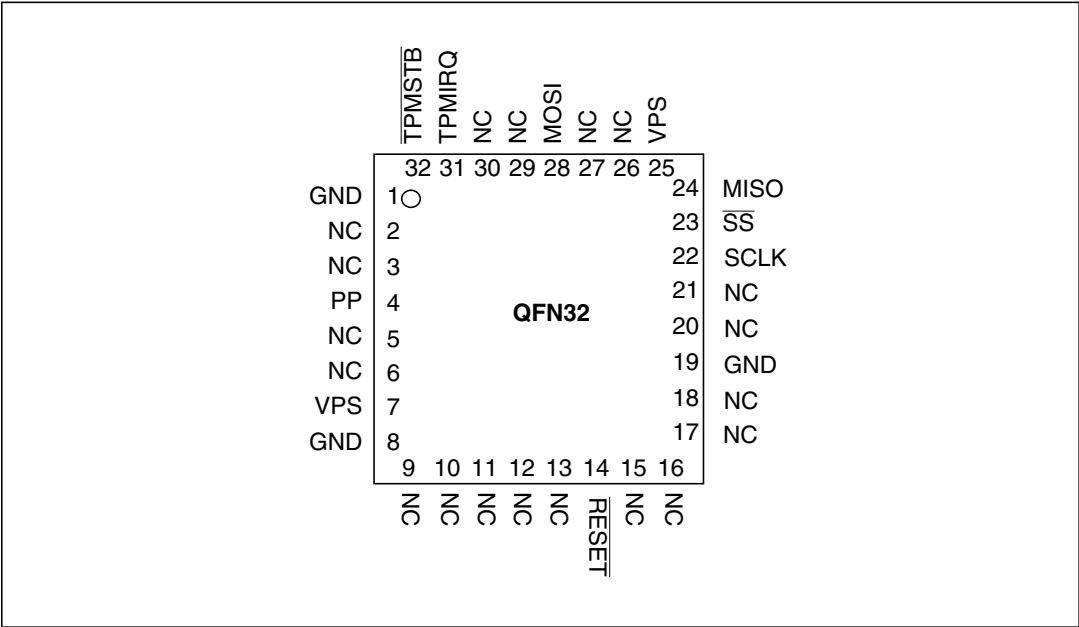 TPMSTB
TPMIRQ
NC
NC
MOSI
NC
NC
VPS
32 31 30 29 28 27 26 25
GND 1
NC 2
NC 3
PP 4
NC 5
NC 6
VPS 7
GND 8
QFN32
24 MISO
23 SS
22 SCLK
21 NC
20 NC
19 GND
18 NC
17 NC
9 10 11 12 13 14 15 16
NC
NC
NC
NC
NC
RESET
NC
NC